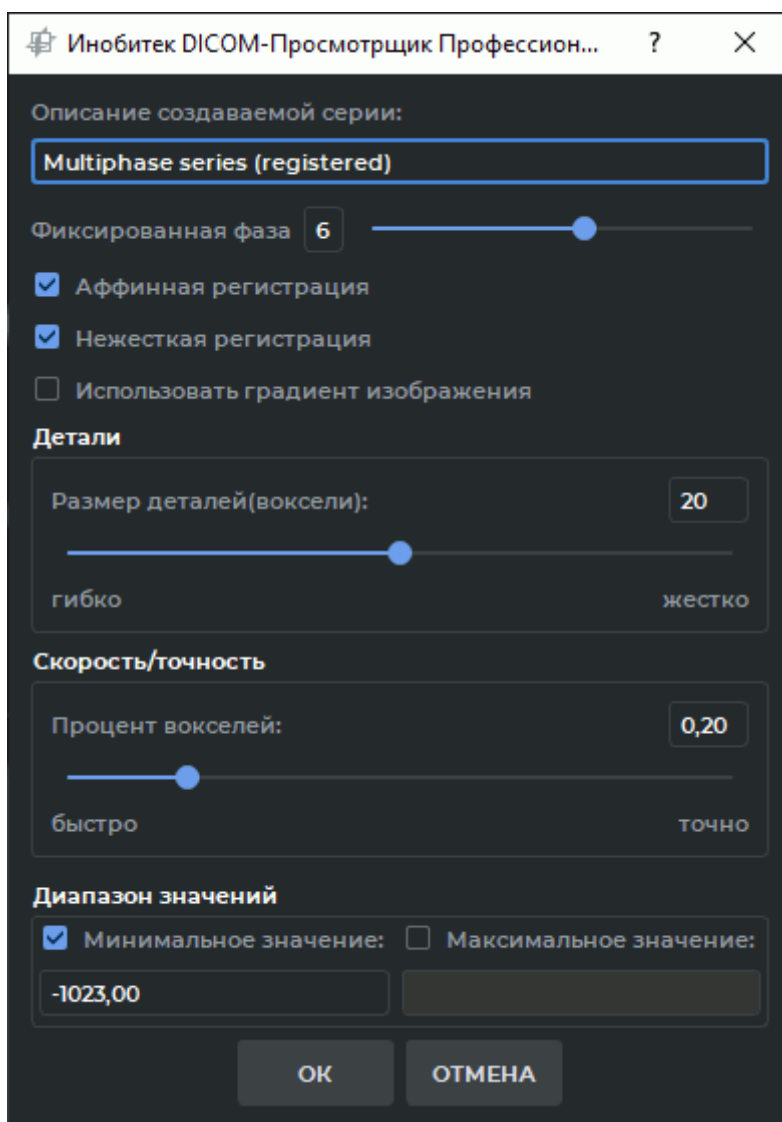 Инобитек DICOM-Просмотрщик Профессион... ?
Описание создаваемой серии:
Multiphase series (registered)
Фиксированная фаза 6
Аффинная регистрация
Нежесткая регистрация
Использовать градиент изображения
Детали
Размер деталей(воксели): 20
гибко жестко
Скорость/точность
Процент вокселей: 0,20
быстро точно
Диапазон значений
Минимальное значение: Максимальное значение:
-1023,00
ОК ОТМЕНА